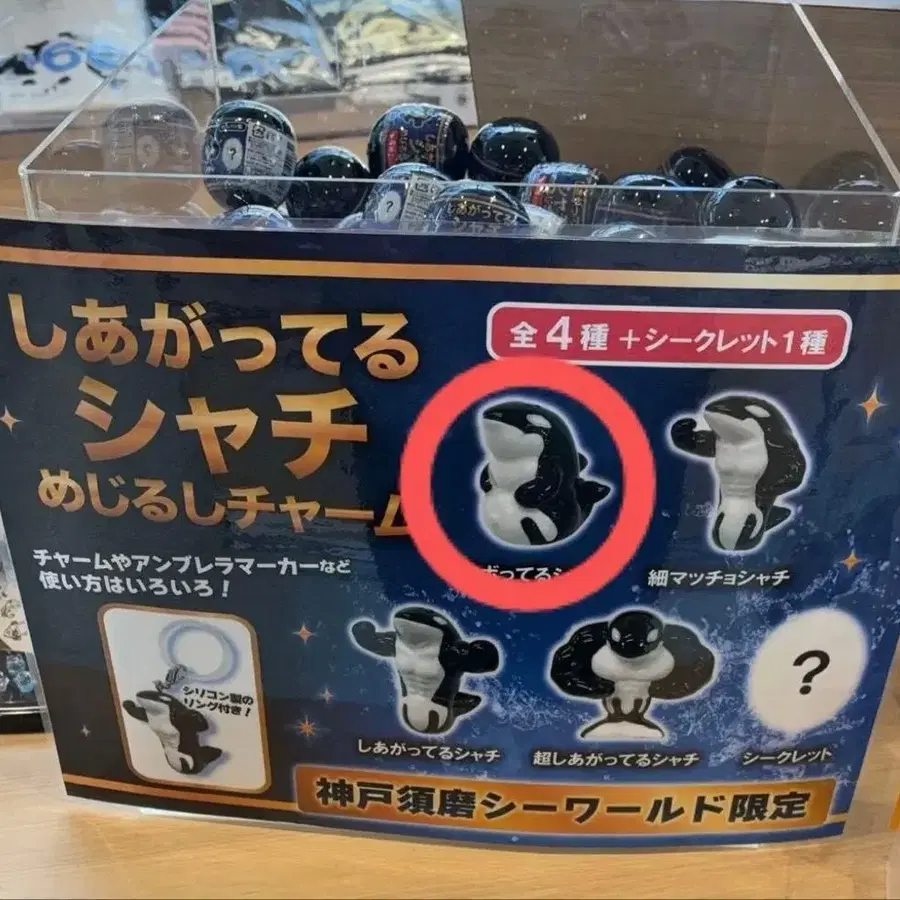 しあがってる
シャチ
めじるしチャーム
全4種+シークレット1種
チャームやアンブレラマーカーなど
使い方はいろいろ!
シリコン製の
リング付き!
細マッチョシャチ
しあがってるシャチ
超しあがってるシャチ
?
シークレット
神戸須磨シーワールド限定